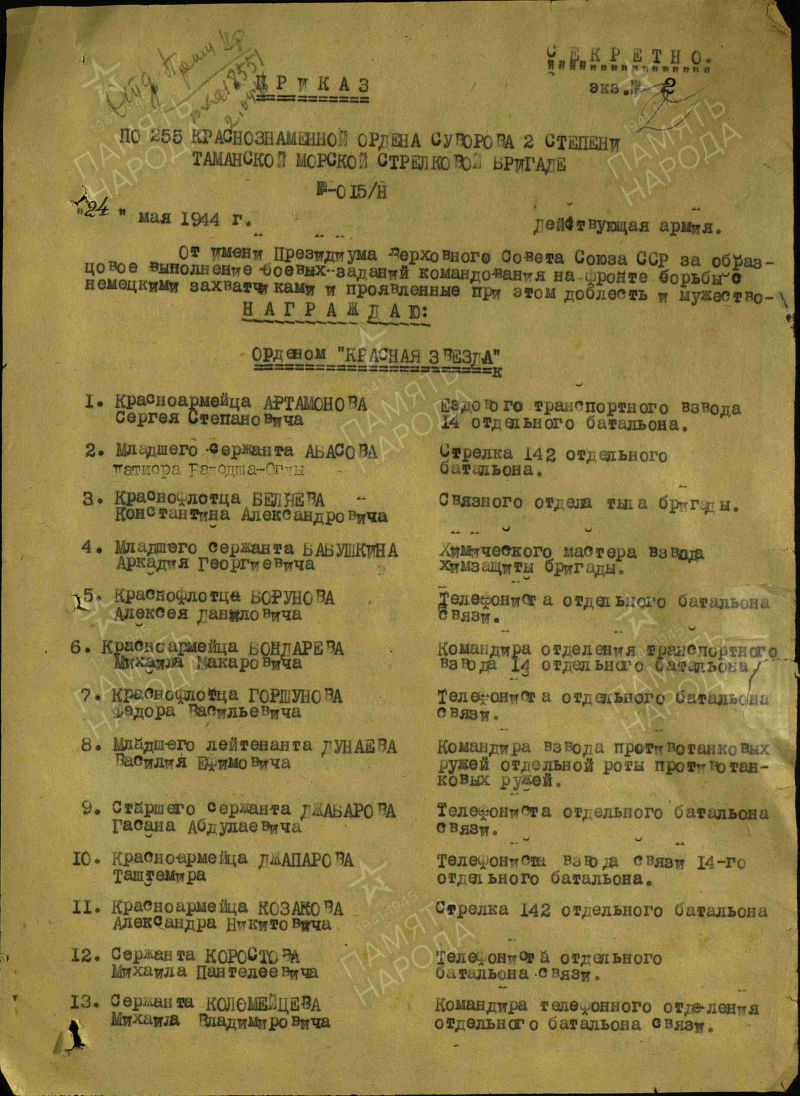 СЕКРЕТНО.
экз.№ 2
ПРИКАЗ
ПО 255 КРАСНОЗНАМЕННОЙ ОРДЕНА СУВОРОВА 2 СТЕПЕНИ
ТАМАНСКОЙ МОРСКОЙ СТРЕЛКОВОЙ БРИГАДЕ
№-015/Н
"24" мая 1944 г. Действующая армия.
От имени Президиума Верховного Совета Союза ССР за образ-
цовое выполнение боевых заданий командования на фронте борьбы с
немецкими захватчиками и проявленные при этом доблесть и мужество-
НАГРАЖДАЮ:
ОРДЕНОМ "КРАСНАЯ ЗВЕЗДА"
1. Красноармейца АРТАМОНОВА Ездового транспортного взвода
Сергея Степановича 14 отдельного батальона.
2. Младшего сержанта АБАСОВА Стрелка 142 отдельного
батальона.
3. Краснофлотца БЕЛЯЕВА Связного отдела тыла бригады.
Константина Александровича
4. Младшего сержанта БАБУШКИНА Химического мастера взвода
Аркадия Георгиевича химзащиты бригады.
5. Краснофлотца БОРУНОВА Телефониста отдельного батальона
Алексея Даниловича связи.
6. Красноармейца БОНДАРЕВА Командира отделения транспортного
Михаила Макаровича взвода 14 отдельного батальона
7. Краснофлотца ГОРШУНОВА Телефониста отдельного батальона
Федора Васильевича связи.
8. Младшего лейтенанта ДУНАЕВА Командира взвода противотанковых
Василия Ефимовича ружей отдельной роты противотан-
ковых ружей.
9. Старшего сержанта ДЖАБАРОВА Телефониста отдельного батальона
Гасана Абдулаевича связи.
10. Красноармейца ДЖАПАРОВА Телефониста взвода связи 14-го
Таштемира отдельного батальона.
11. Красноармейца КОЗАКОВА Стрелка 142 отдельного батальона
Александра Никитовича
12. Сержанта КОРОСТОВА Телефониста отдельного
Михаила Пантелеевича батальона связи.
13. Сержанта КОЛОМЕЙЦЕВА Командира телефонного отделения
Михаила Владимировича отдельного батальона связи.
ПАМЯТЬ
НАРОДА
1941 1945